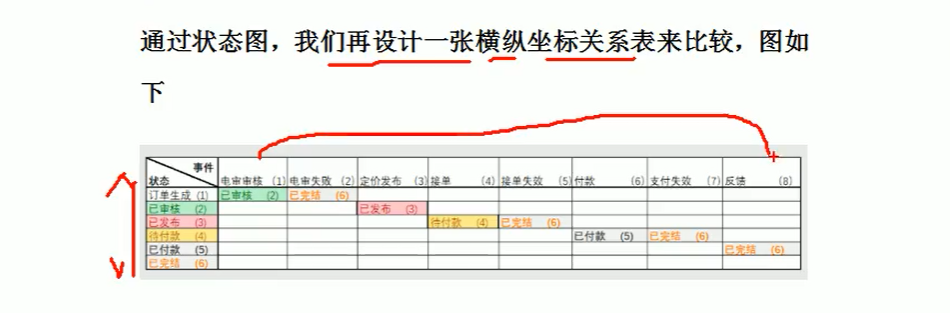 通过状态图，我们再设计一张横纵坐标关系表来比较，图如
下
事件
状态 电审审核 (1) 电审失败 (2) 定价发布 (3) 接单 (4) 接单失效 (5) 付款 (6) 支付失效 (7) 反馈 (8)
订单生成 (1) 已审核 (2) 已完结 (6)
已审核 (2) 已发布 (3)
已发布 (3) 待付款 (4) 已完结 (6)
待付款 (4) 已付款 (5) 已完结 (6)
已付款 (5) 已完结 (6)
已完结 (6)